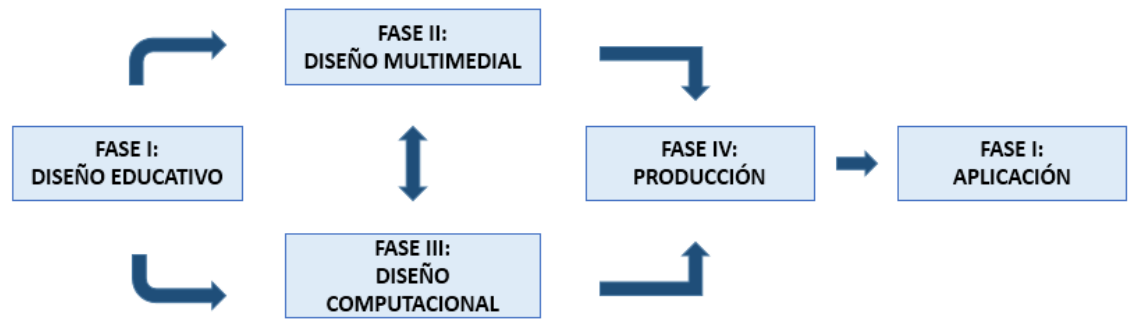 FASE II:
DISEÑO MULTIMEDIAL
FASE I:
DISEÑO EDUCATIVO
FASE IV:
PRODUCCIÓN
FASE I:
APLICACIÓN
FASE III:
DISEÑO
COMPUTACIONAL